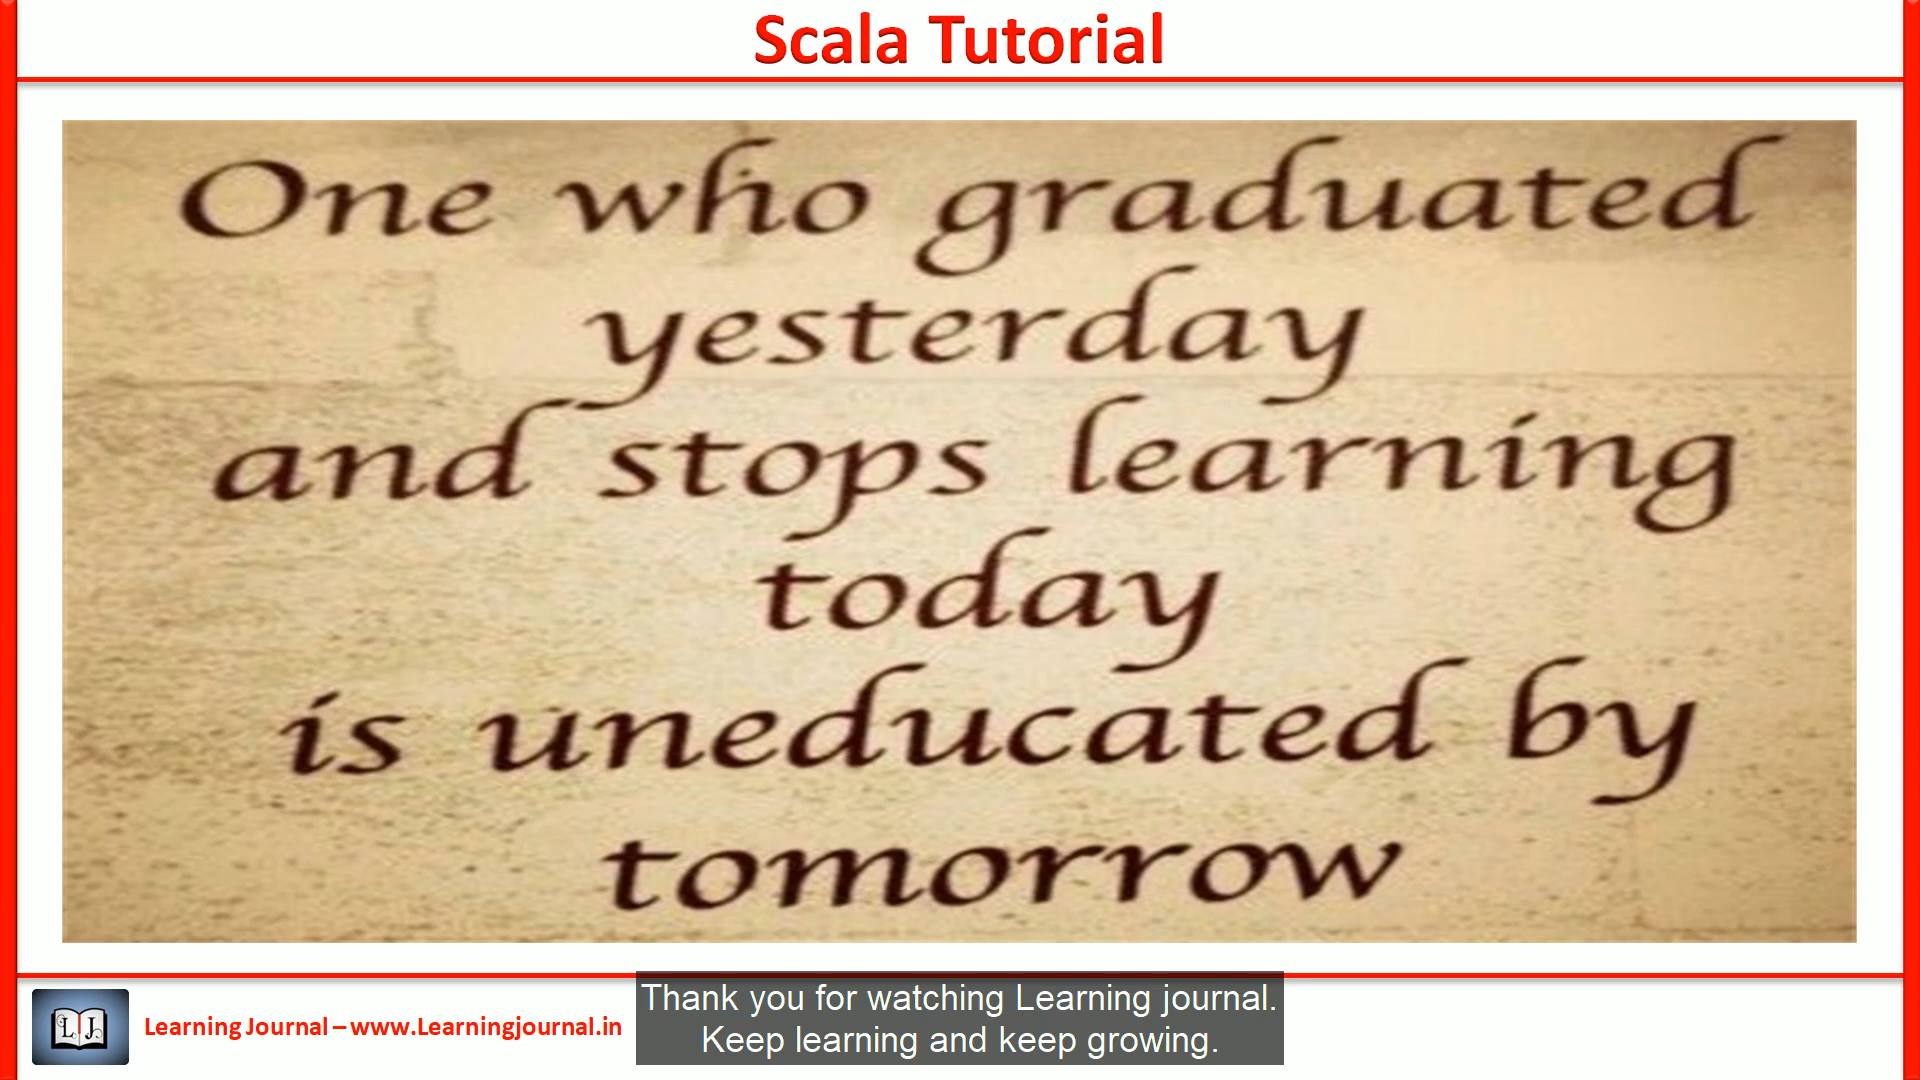 Scala Tutorial
One who graduated
yesterday
and stops learning
today
is uneducated by
tomorrow
LJ
Learning Journal – www.Learningjournal.in
Thank you for watching Learning journal.
Keep learning and keep growing.